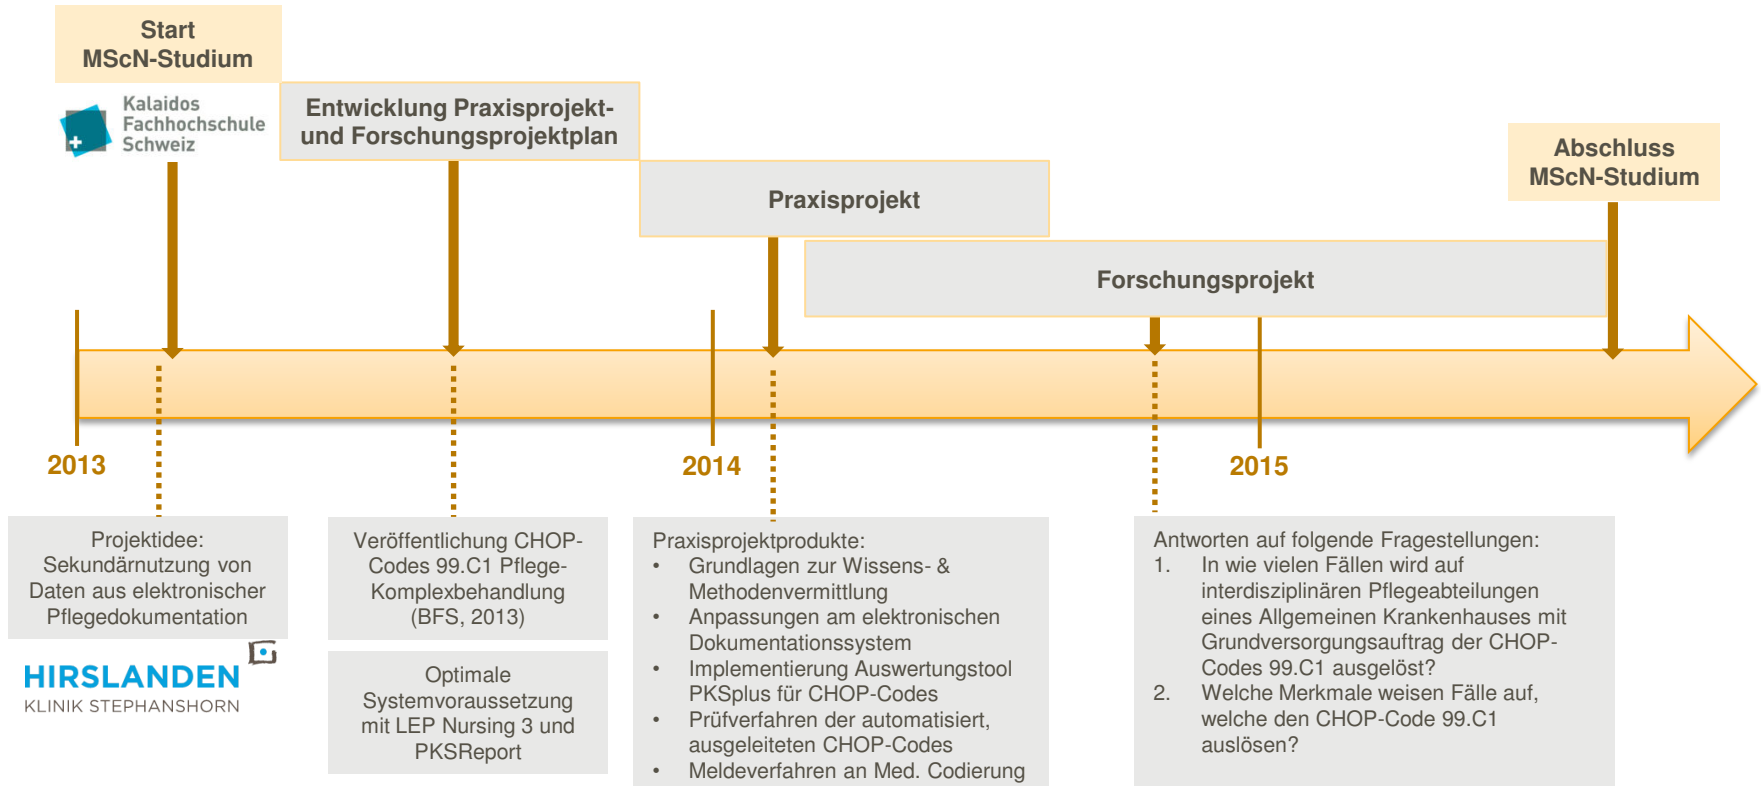 Start
MScN-Studium
Kalaidos
Fachhochschule
Schweiz
Entwicklung Praxisprojekt-
und Forschungsprojektplan
Praxisprojekt
Forschungsprojekt
Abschluss
MScN-Studium
2013
2014
2015
Projektidee:
Sekundärnutzung von
Daten aus elektronischer
Pflegedokumentation
HIRSLANDEN
KLINIK STEPHANSHORN
Veröffentlichung CHOP-
Codes 99.C1 Pflege-
Komplexbehandlung
(BFS, 2013)
Optimale
Systemvoraussetzung
mit LEP Nursing 3 und
PKSReport
Praxisprojektprodukte:
• Grundlagen zur Wissens- &
Methodenvermittlung
• Anpassungen am elektronischen
Dokumentationssystem
• Implementierung Auswertungstool
PKSplus für CHOP-Codes
• Prüfverfahren der automatisiert,
ausgeleiteten CHOP-Codes
• Meldeverfahren an Med. Codierung
Antworten auf folgende Fragestellungen:
1. In wie vielen Fällen wird auf
interdisziplinären Pflegeabteilungen
eines Allgemeinen Krankenhauses mit
Grundversorgungsauftrag der CHOP-
Codes 99.C1 ausgelöst?
2. Welche Merkmale weisen Fälle auf,
welche den CHOP-Code 99.C1
auslösen?